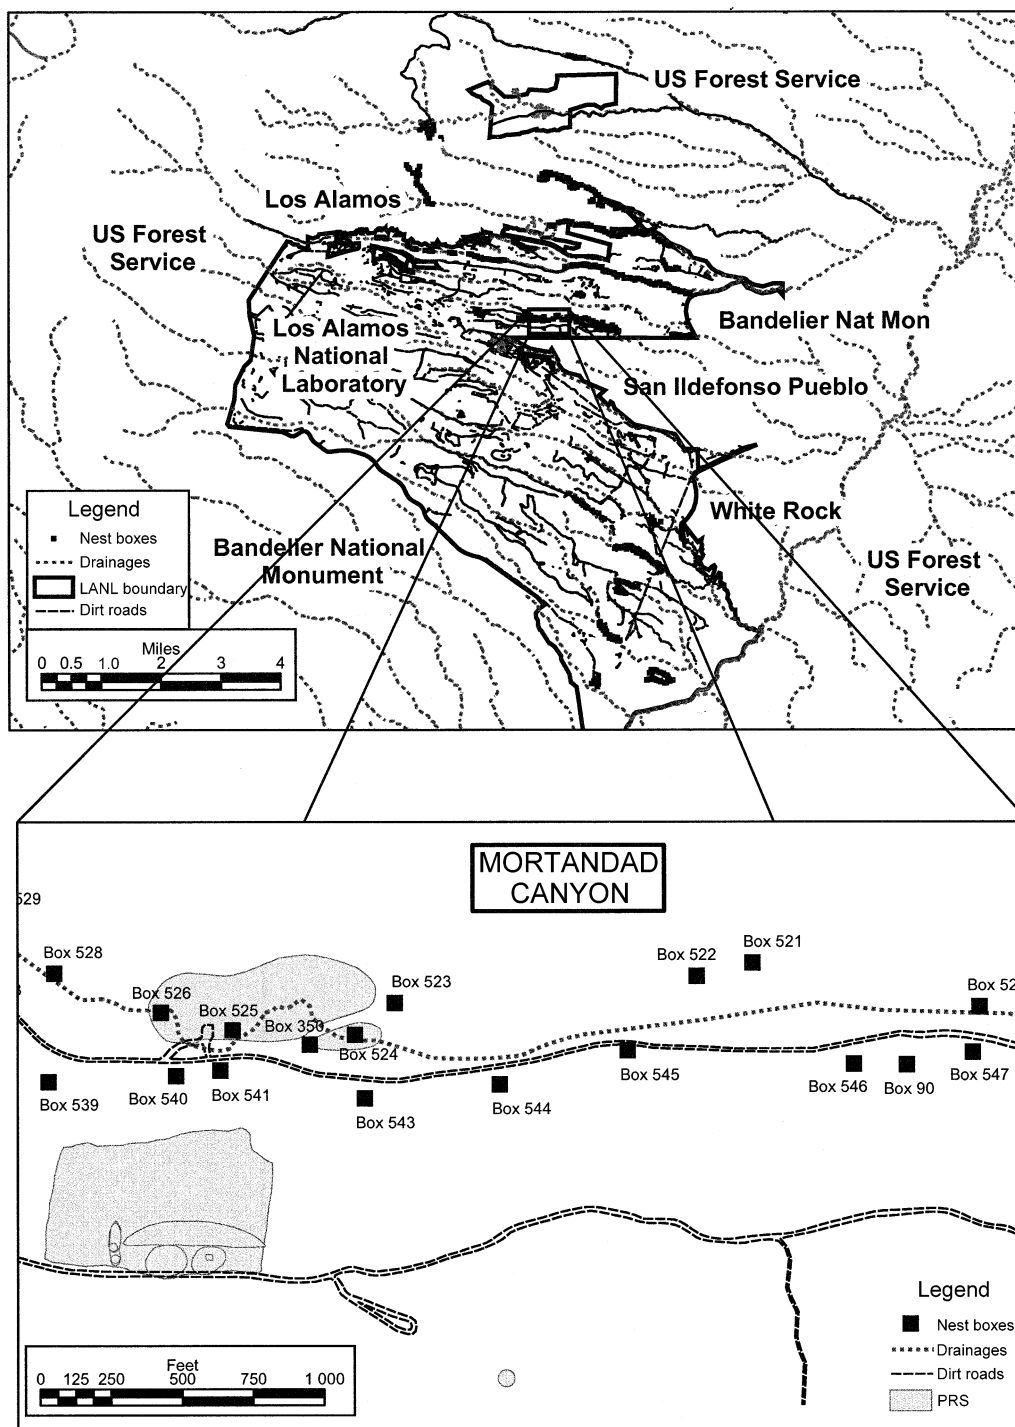 US Forest Service
Los Alamos
US Forest
Service
Bandelier Nat Mon
Los Alamos
National
Laboratory
San Ildefonso Pueblo
White Rock
Bandelier National
Monument
US Forest
Service
Legend
Nest boxes
Drainages
LANL boundary
Dirt roads
Miles
0 0.5 1.0 2 3 4
MORTANDAD
CANYON
529
Box 528
Box 526
Box 525
Box 350
Box 524
Box 523
Box 522
Box 521
Box 52
Box 539
Box 540
Box 541
Box 543
Box 544
Box 545
Box 546
Box 90
Box 547
Legend
Nest boxes
Drainages
Dirt roads
PRS
Feet
0 125 250 500 750 1 000